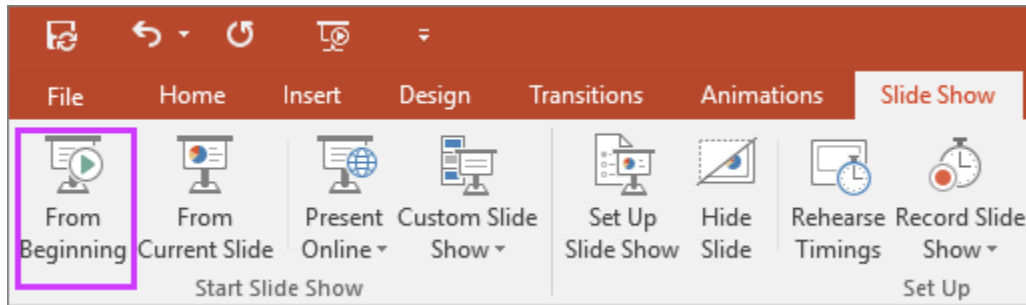 File Home Insert Design Transitions Animations Slide Show
From From Present Custom Slide Set Up Hide Rehearse Record Slide
Beginning Current Slide Online Show Slide Show Slide Timings Show
Start Slide Show Set Up